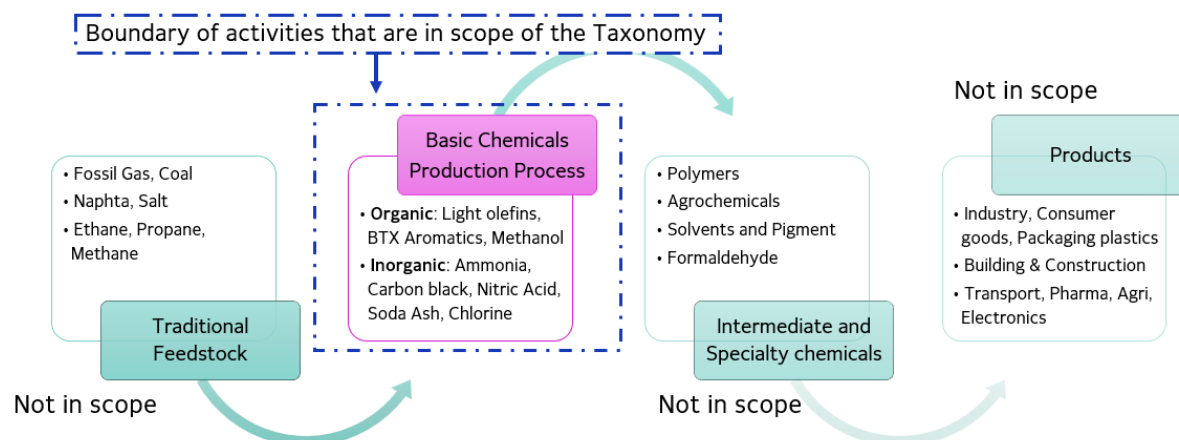 Boundary of activities that are in scope of the Taxonomy
• Fossil Gas, Coal
• Naphta, Salt
• Ethane, Propane,
Methane
Traditional
Feedstock
Not in scope
Basic Chemicals
Production Process
• Organic: Light olefins,
BTX Aromatics, Methanol
• Inorganic: Ammonia,
Carbon black, Nitric Acid,
Soda Ash, Chlorine
• Polymers
• Agrochemicals
• Solvents and Pigment
• Formaldehyde
Intermediate and
Specialty chemicals
Not in scope
Not in scope
Products
• Industry, Consumer
goods, Packaging plastics
• Building & Construction
• Transport, Pharma, Agri,
Electronics